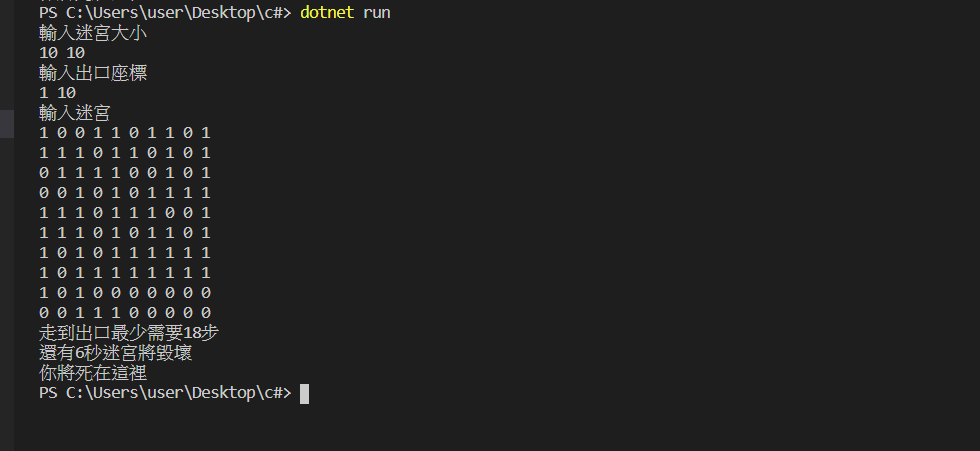 PS C:\Users\user\Desktop\c#> dotnet run
輸入迷宮大小
10 10
輸入出口座標
1 10
輸入迷宮
1 0 0 1 1 0 1 1 0 1
1 1 1 0 1 1 0 1 0 1
0 1 1 1 1 0 0 1 0 1
0 0 1 0 1 0 1 1 1 1
1 1 1 0 1 1 1 0 0 1
1 1 1 0 1 0 1 1 0 1
1 0 1 0 1 1 1 1 1 1
1 0 1 1 1 1 1 1 1 1
1 0 1 0 0 0 0 0 0 0
0 0 1 1 1 0 0 0 0 0
走到出口最少需要18步
還有6秒迷宮將毀壞
你將死在這裡
PS C:\Users\user\Desktop\c#>